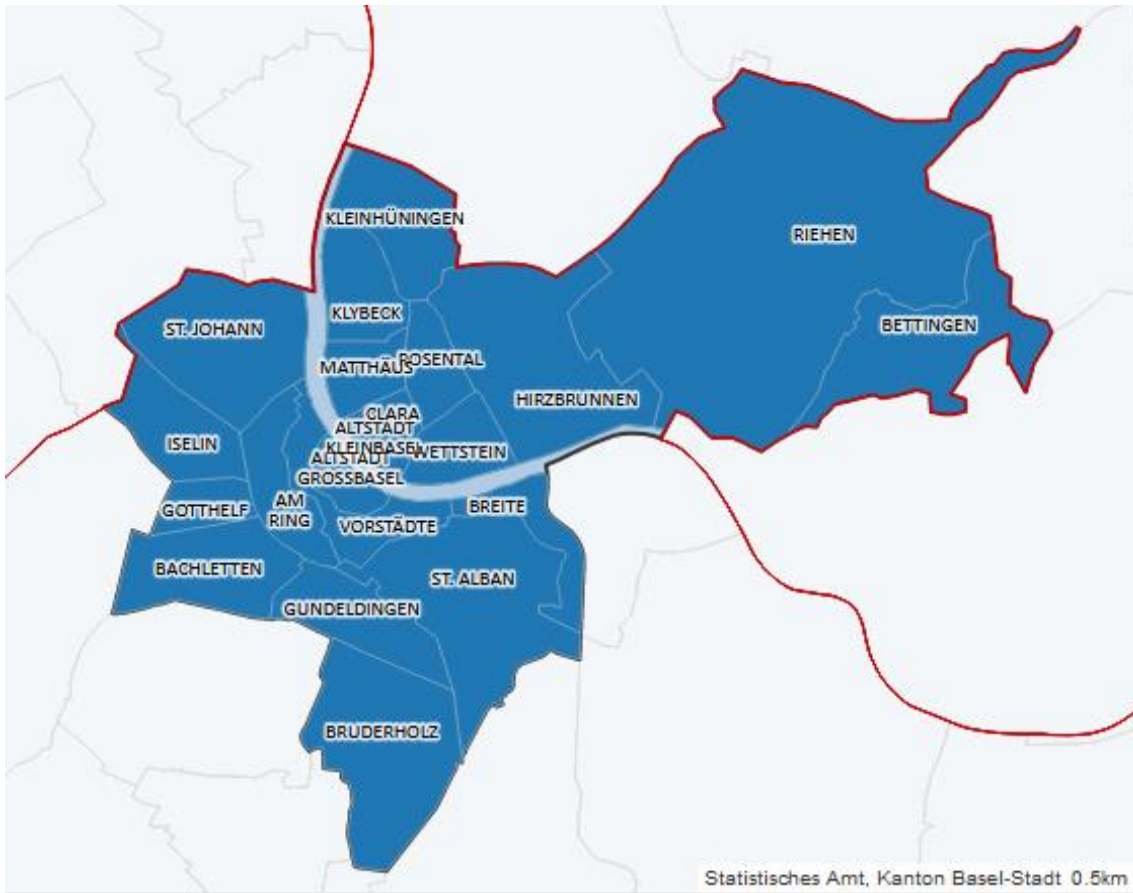 KLEINHÜNINGEN
RIEHEN
KLYBECK
BETTINGEN
ST. JOHANN
MATTHÄUS
ROSENTAL
HIRZBRUNNEN
CLARA
ALTSTADT
KLEINBASEL
WETTSTEIN
ISELIN
ALTSTADT
GROSSBASEL
GOTTHELF
AM
RING
BREITE
VORSTÄDTE
BACHLETTEN
ST. ALBAN
GUNDELDINGEN
BRUDERHOLZ
Statistisches Amt, Kanton Basel-Stadt 0.5km